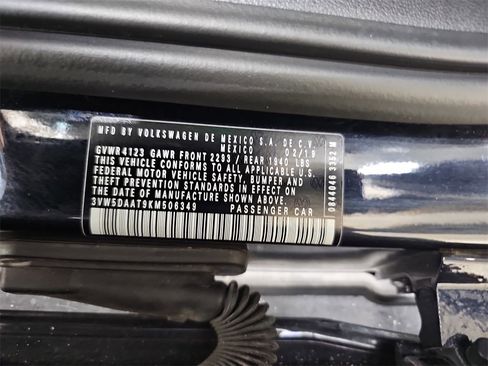 MFD BY VOLKSWAGEN DE MEXICO S.A. DE C.V.
MEXICO 02/19
GVWR 4123 GAWR FRONT 2293 / REAR 1940 LBS
THIS VEHICLE CONFORMS TO ALL APPLICABLE U.S.
FEDERAL MOTOR VEHICLE SAFETY, BUMPER AND
THEFT PREVENTION STANDARDS IN EFFECT ON
THE DATE OF MANUFACTURE SHOWN ABOVE.
3VW5DAAT9KM506349 PASSENGER CAR
0844046 3352 M